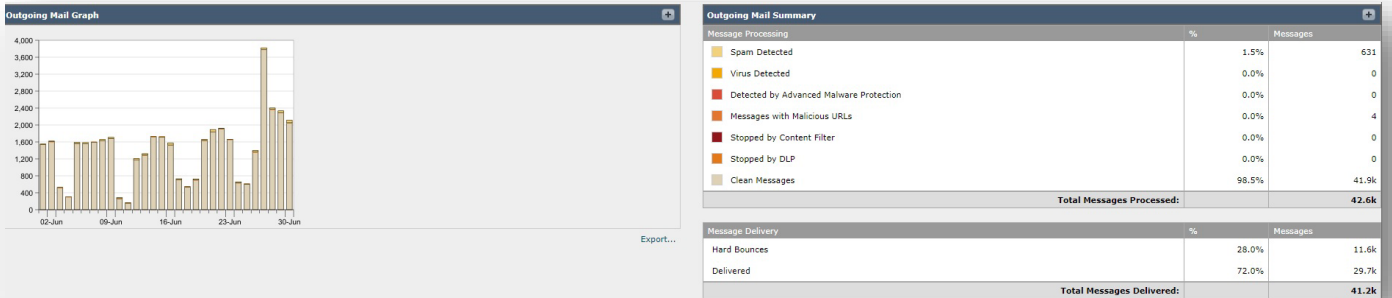 Outgoing Mail Graph
4,000
3,600
3,200
2,800
2,400
2,000
1,600
1,200
800
400
0
02-Jun 09-Jun 16-Jun 23-Jun 30-Jun
Export...
Outgoing Mail Summary
Message Processing % Messages
Spam Detected 1.5% 631
Virus Detected 0.0% 0
Detected by Advanced Malware Protection 0.0% 0
Messages with Malicious URLs 0.0% 4
Stopped by Content Filter 0.0% 0
Stopped by DLP 0.0% 0
Clean Messages 98.5% 41.9k
Total Messages Processed: 42.6k
Message Delivery % Messages
Hard Bounces 28.0% 11.6k
Delivered 72.0% 29.7k
Total Messages Delivered: 41.2k